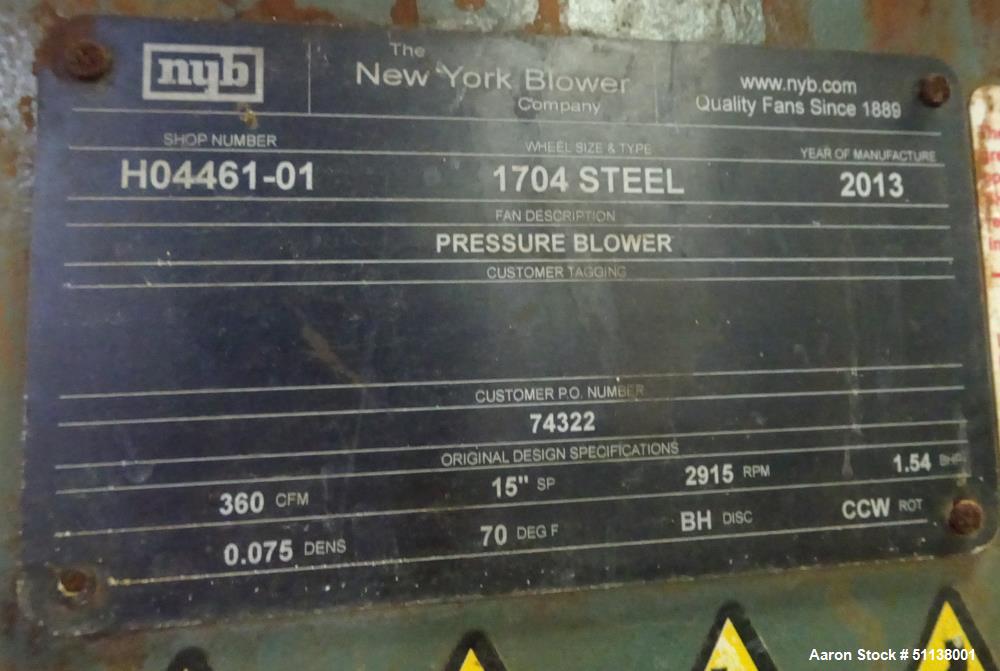 nyb
The
New York Blower
Company
www.nyb.com
Quality Fans Since 1889
SHOP NUMBER
WHEEL SIZE & TYPE
YEAR OF MANUFACTURE
H04461-01
1704 STEEL
2013
FAN DESCRIPTION
PRESSURE BLOWER
CUSTOMER TAGGING
CUSTOMER P.O. NUMBER
74322
ORIGINAL DESIGN SPECIFICATIONS
360 CFM 15" SP 2915 RPM 1.54 BHP
0.075 DENS 70 DEG F BH DISC CCW ROT
Aaron Stock # 51138001